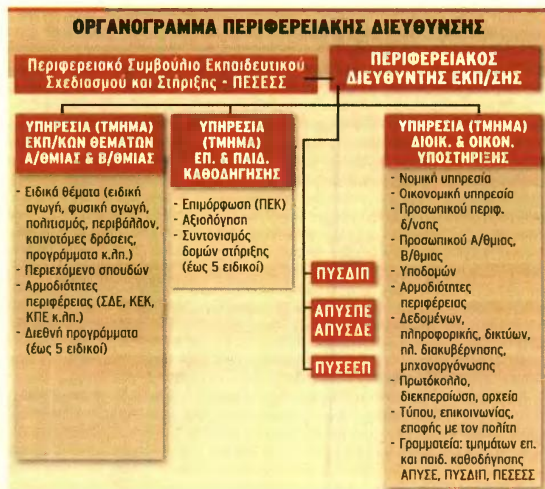 ΟΡΓΑΝΟΓΡΑΜΜΑ ΠΕΡΙΦΕΡΕΙΑΚΗΣ ΔΙΕΥΘΥΝΣΗΣ
Περιφερειακό Συμβούλιο Εκπαιδευτικού
Σχεδιασμού και Στήριξης - ΠΕΣΕΣΣ
ΠΕΡΙΦΕΡΕΙΑΚΟΣ
ΔΙΕΥΘΥΝΤΗΣ ΕΚΠ/ΣΗΣ
ΥΠΗΡΕΣΙΑ (ΤΜΗΜΑ)
ΕΚΠ/ΚΩΝ ΘΕΜΑΤΩΝ
Α/ΘΜΙΑΣ & Β/ΘΜΙΑΣ
- Ειδικά θέματα (ειδική
αγωγή, φυσική αγωγή,
πολιτισμός, περιβάλλον,
καινοτόμες δράσεις,
προγράμματα κ.λπ.)
- Περιεχόμενο σπουδών
- Αρμοδιότητες
περιφέρειας (ΣΔΕ, ΚΕΚ,
ΚΠΕ κ.λπ.)
- Διεθνή προγράμματα
(έως 5 ειδικοί)
ΥΠΗΡΕΣΙΑ
(ΤΜΗΜΑ)
ΕΠ. & ΠΑΙΔ.
ΚΑΘΟΔΗΓΗΣΗΣ
- Επιμόρφωση (ΠΕΚ)
- Αξιολόγηση
- Συντονισμός
δομών στήριξης
(έως 5 ειδικοί)
ΠΥΣΔΙΠ
ΑΠΥΣΠΕ
ΑΠΥΣΔΕ
ΠΥΣΕΕΠ
ΥΠΗΡΕΣΙΑ (ΤΜΗΜΑ)
ΔΙΟΙΚ. & ΟΙΚΟΝ.
ΥΠΟΣΤΗΡΙΞΗΣ
- Νομική υπηρεσία
- Οικονομική υπηρεσία
- Προσωπικού περιφ.
δ/νσης
- Προσωπικού Α/θμιας,
Β/θμιας
- Υποδομών
- Αρμοδιότητες
περιφέρειας
- Δεδομένων,
πληροφορικής, δικτύων,
ηλ. διακυβέρνησης,
μηχανοργάνωσης
- Πρωτόκολλο,
διεκπεραίωση, αρχεία
- Τύπου, επικοινωνίας,
επαφής με τον πολίτη
- Γραμματεία: τμημάτων επ.
και παιδ. καθοδήγησης
ΑΠΥΣΕ, ΠΥΣΔΙΠ, ΠΕΣΕΣΣ